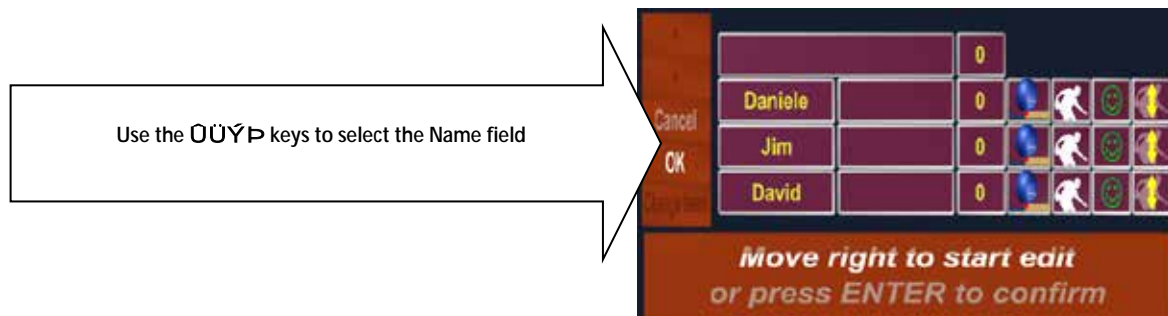 Use the ÛÜÝÞ keys to select the Name field
0
Daniele 0
Cancel
Jim 0
OK
David 0
Move right to start edit
or press ENTER to confirm